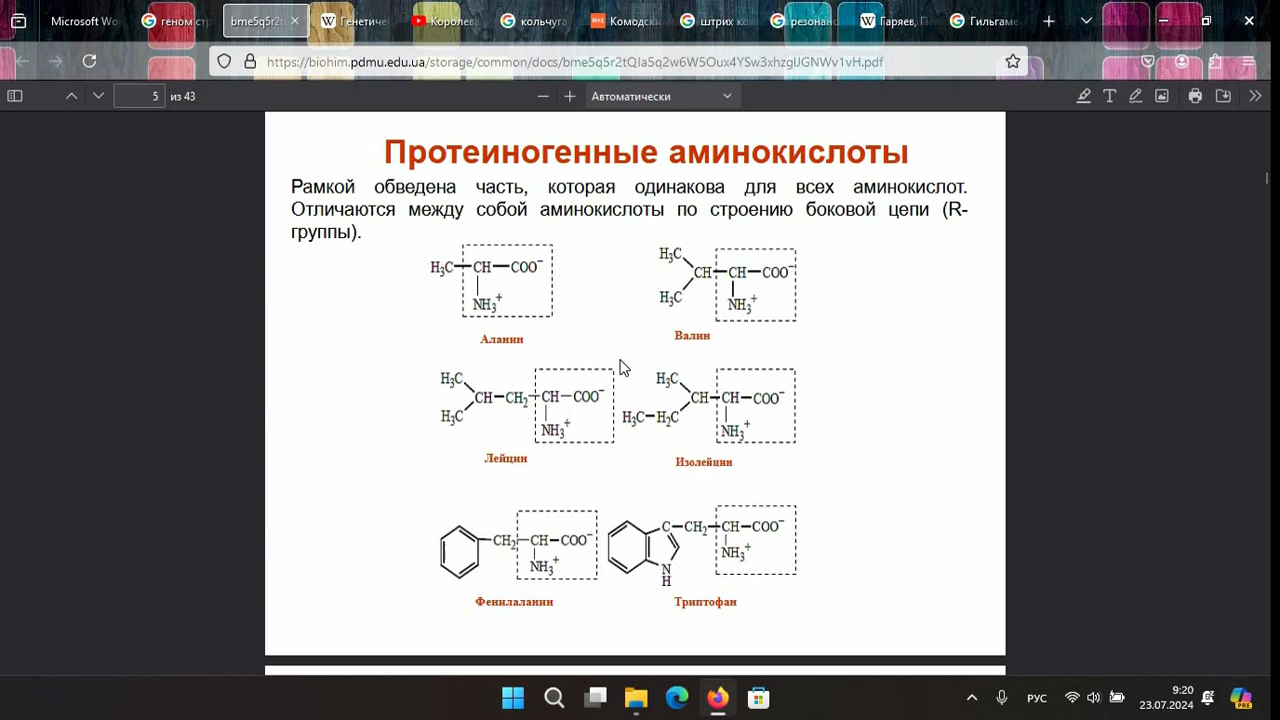 Microsoft Wo
геном стр
bme5q5r2t
Генетиче
Королева
кольчуга
Комодски
штрих ко
резонанс
Гаряев, П
Гильгаме
https://biohim.pdmu.edu.ua/storage/common/docs/bme5q5r2tQIa5q2w6W5Oux4YSw3xhzglJGNWv1vH.pdf
5 из 43
Автоматически
Протеиногенные аминокислоты
Рамкой обведена часть, которая одинакова для всех аминокислот.
Отличаются между собой аминокислоты по строению боковой цепи (R-
группы).
H₃C—CH—COO⁻
NH₃⁺
Аланин
H₃C
CH—CH—COO⁻
H₃C
NH₃⁺
Валин
H₃C
CH—CH₂—CH—COO⁻
H₃C
NH₃⁺
Лейцин
H₃C
CH—CH—COO⁻
H₃C—H₂C
NH₃⁺
Изолейцин
CH₂—CH—COO⁻
NH₃⁺
Фенилаланин
C—CH₂—CH—COO⁻
NH₃⁺
N
H
Триптофан
РУС
9:20
23.07.2024
PRE